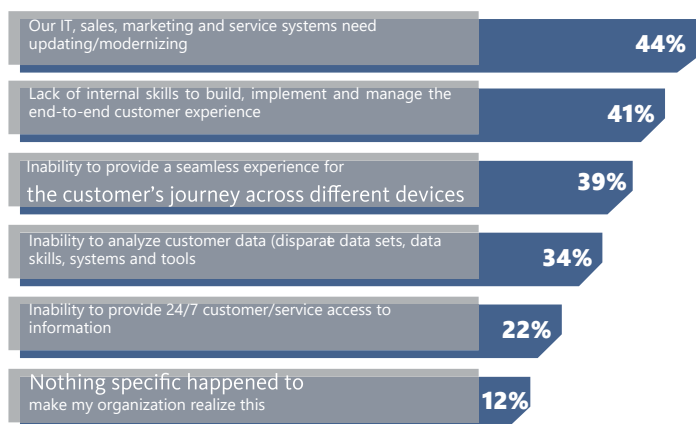 Our IT, sales, marketing and service systems need
updating/modernizing
44%
Lack of internal skills to build, implement and manage the
end-to-end customer experience
41%
Inability to provide a seamless experience for
the customer’s journey across different devices
39%
Inability to analyze customer data (disparate data sets, data
skills, systems and tools
34%
Inability to provide 24/7 customer/service access to
information
22%
Nothing specific happened to
make my organization realize this
12%